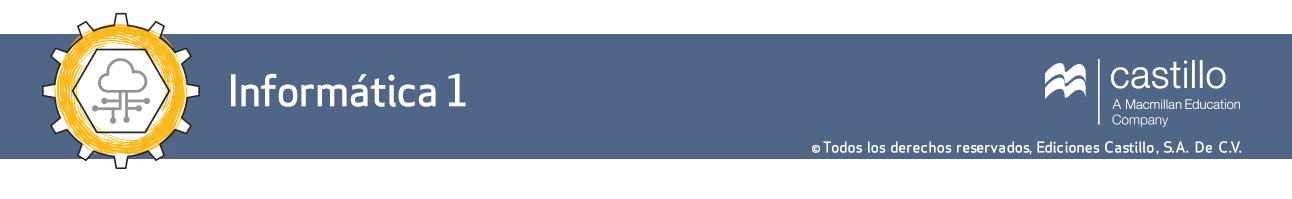 Informática 1
castillo
A Macmillan Education
Company
© Todos los derechos reservados, Ediciones Castillo, S.A. De C.V.